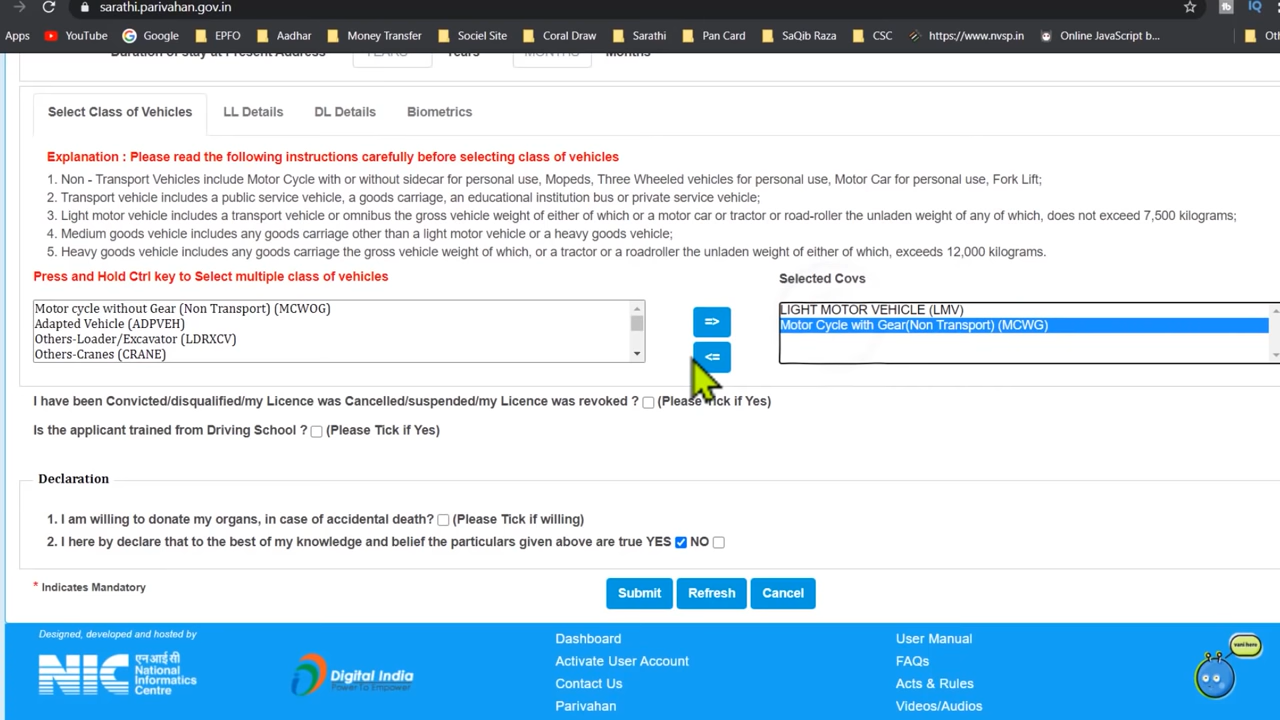 sarathi.parivahan.gov.in
Apps YouTube Google EPFO Aadhar Money Transfer Sociel Site Coral Draw Sarathi Pan Card SaQib Raza CSC https://www.nvsp.in Online JavaScript b...
Duration of stay at Present Address YEARS Years MONTHS Months
Select Class of Vehicles LL Details DL Details Biometrics
Explanation : Please read the following instructions carefully before selecting class of vehicles
1. Non - Transport Vehicles include Motor Cycle with or without sidecar for personal use, Mopeds, Three Wheeled vehicles for personal use, Motor Car for personal use, Fork Lift;
2. Transport vehicle includes a public service vehicle, a goods carriage, an educational institution bus or private service vehicle;
3. Light motor vehicle includes a transport vehicle or omnibus the gross vehicle weight of either of which or a motor car or tractor or road-roller the unladen weight of any of which, does not exceed 7,500 kilograms;
4. Medium goods vehicle includes any goods carriage other than a light motor vehicle or a heavy goods vehicle;
5. Heavy goods vehicle includes any goods carriage the gross vehicle weight of which, or a tractor or a roadroller the unladen weight of either of which, exceeds 12,000 kilograms.
Press and Hold Ctrl key to Select multiple class of vehicles
Selected Covs
Motor cycle without Gear (Non Transport) (MCWOG)
Adapted Vehicle (ADPVEH)
Others-Loader/Excavator (LDRXCV)
Others-Cranes (CRANE)
=>
<=
LIGHT MOTOR VEHICLE (LMV)
Motor Cycle with Gear(Non Transport) (MCWG)
I have been Convicted/disqualified/my Licence was Cancelled/suspended/my Licence was revoked ? (Please Tick if Yes)
Is the applicant trained from Driving School ? (Please Tick if Yes)
Declaration
1. I am willing to donate my organs, in case of accidental death? (Please Tick if willing)
2. I here by declare that to the best of my knowledge and belief the particulars given above are true YES NO
* Indicates Mandatory
Submit Refresh Cancel
Designed, developed and hosted by
NIC एन आई सी National Informatics Centre
Digital India
Power To Empower
Dashboard
Activate User Account
Contact Us
Parivahan
User Manual
FAQs
Acts & Rules
Videos/Audios